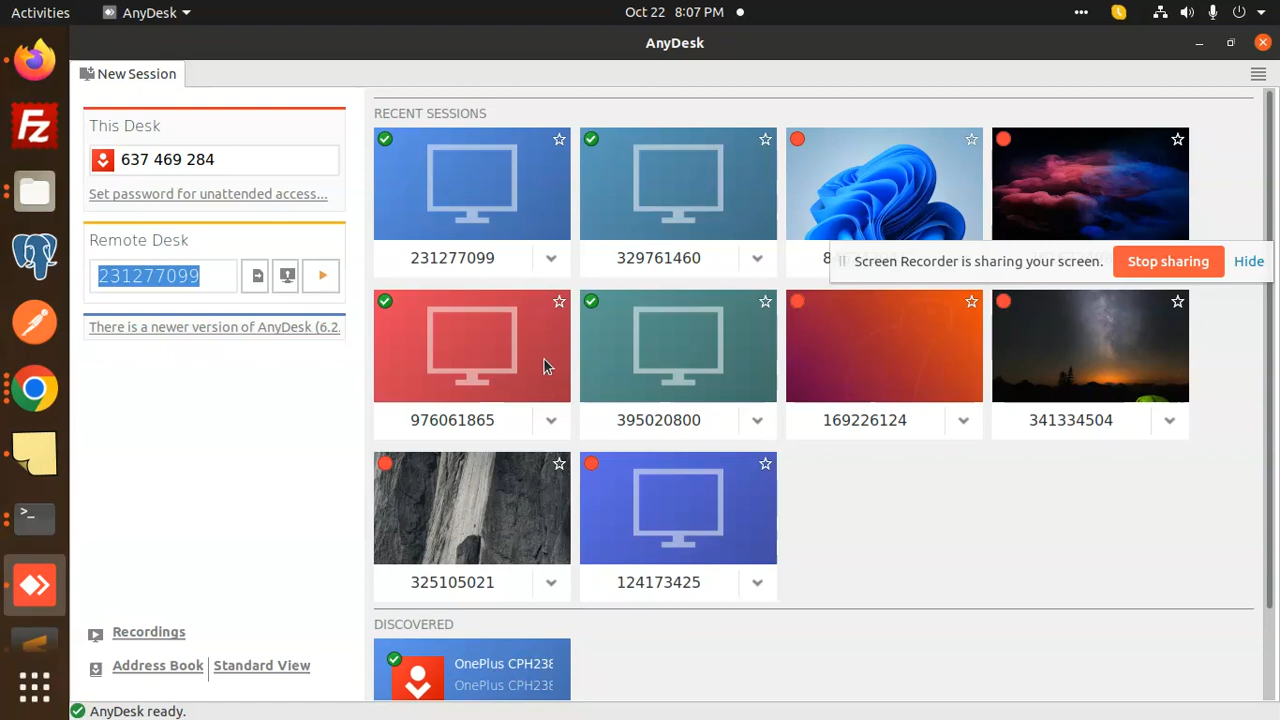 Activities
AnyDesk
Oct 22 8:07 PM
AnyDesk
New Session
This Desk
637 469 284
Set password for unattended access...
Remote Desk
231277099
There is a newer version of AnyDesk (6.2.
Recordings
Address Book
Standard View
AnyDesk ready.
RECENT SESSIONS
231277099
329761460
8
Screen Recorder is sharing your screen.
Stop sharing
Hide
976061865
395020800
169226124
341334504
325105021
124173425
DISCOVERED
OnePlus CPH238
OnePlus CPH238